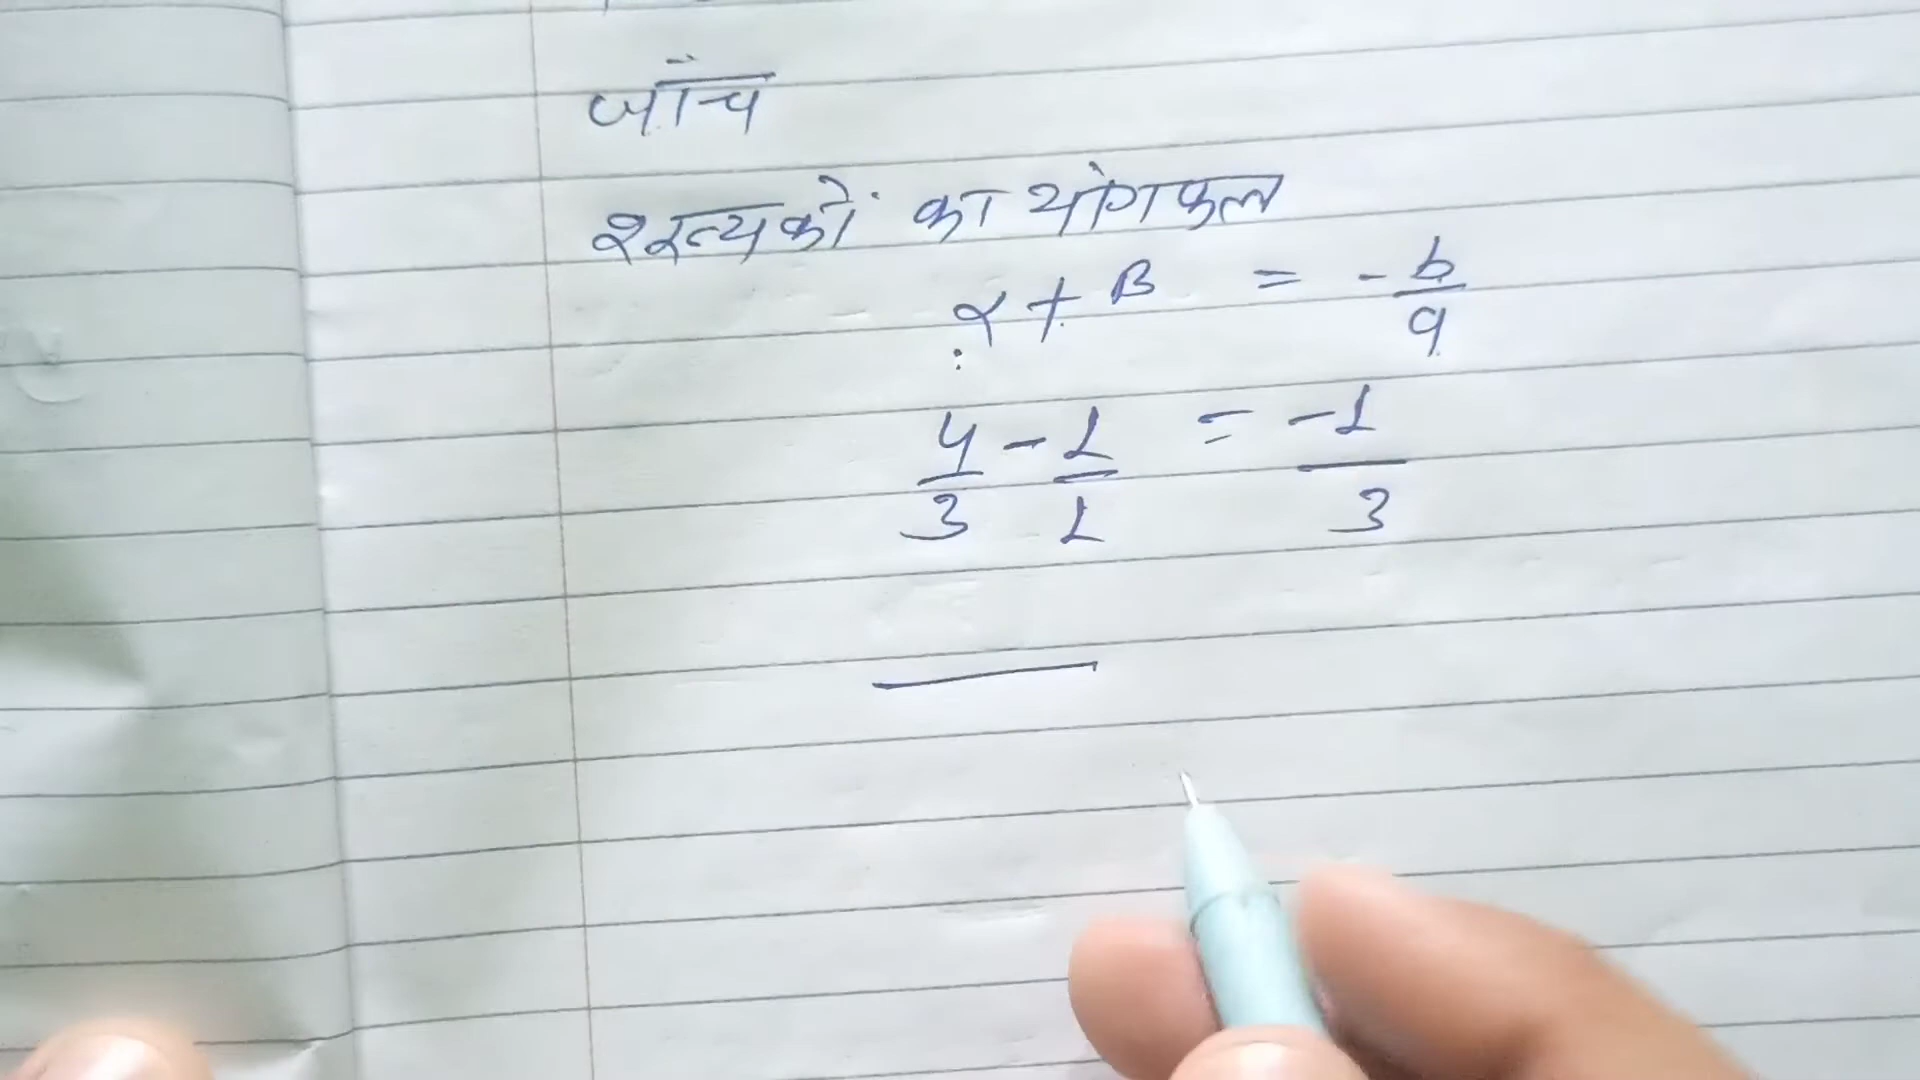 जाँच
शून्यकों का योगफल
α + β = - b/a
4/3 - 1/1 = -1/3